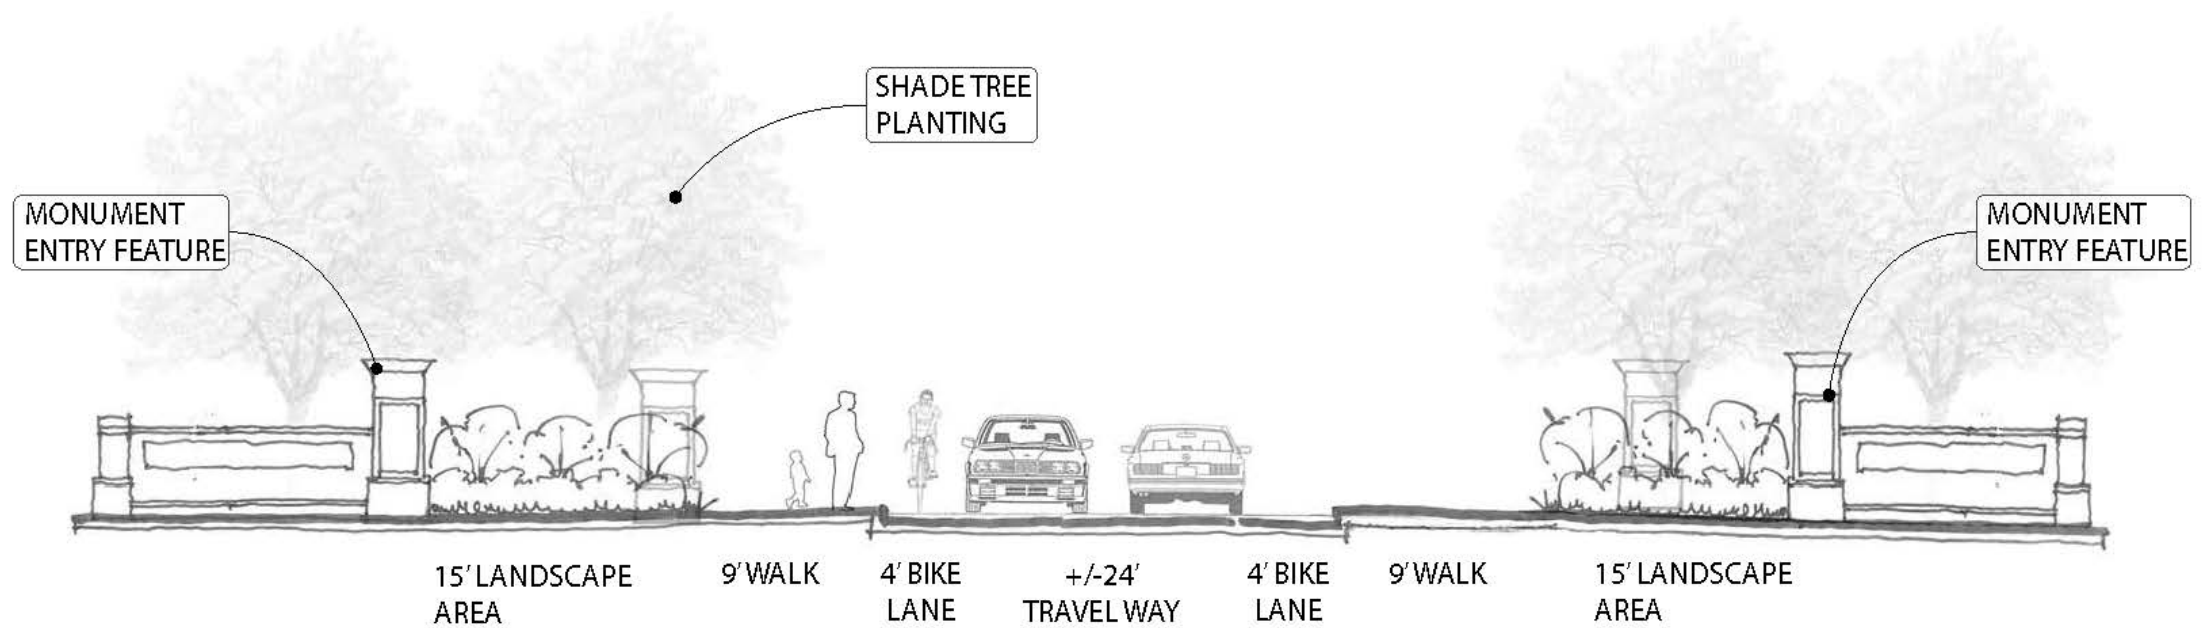 SHADE TREE
PLANTING
MONUMENT
ENTRY FEATURE
MONUMENT
ENTRY FEATURE
15' LANDSCAPE
AREA
9' WALK
4' BIKE
LANE
+/-24'
TRAVEL WAY
4' BIKE
LANE
9' WALK
15' LANDSCAPE
AREA